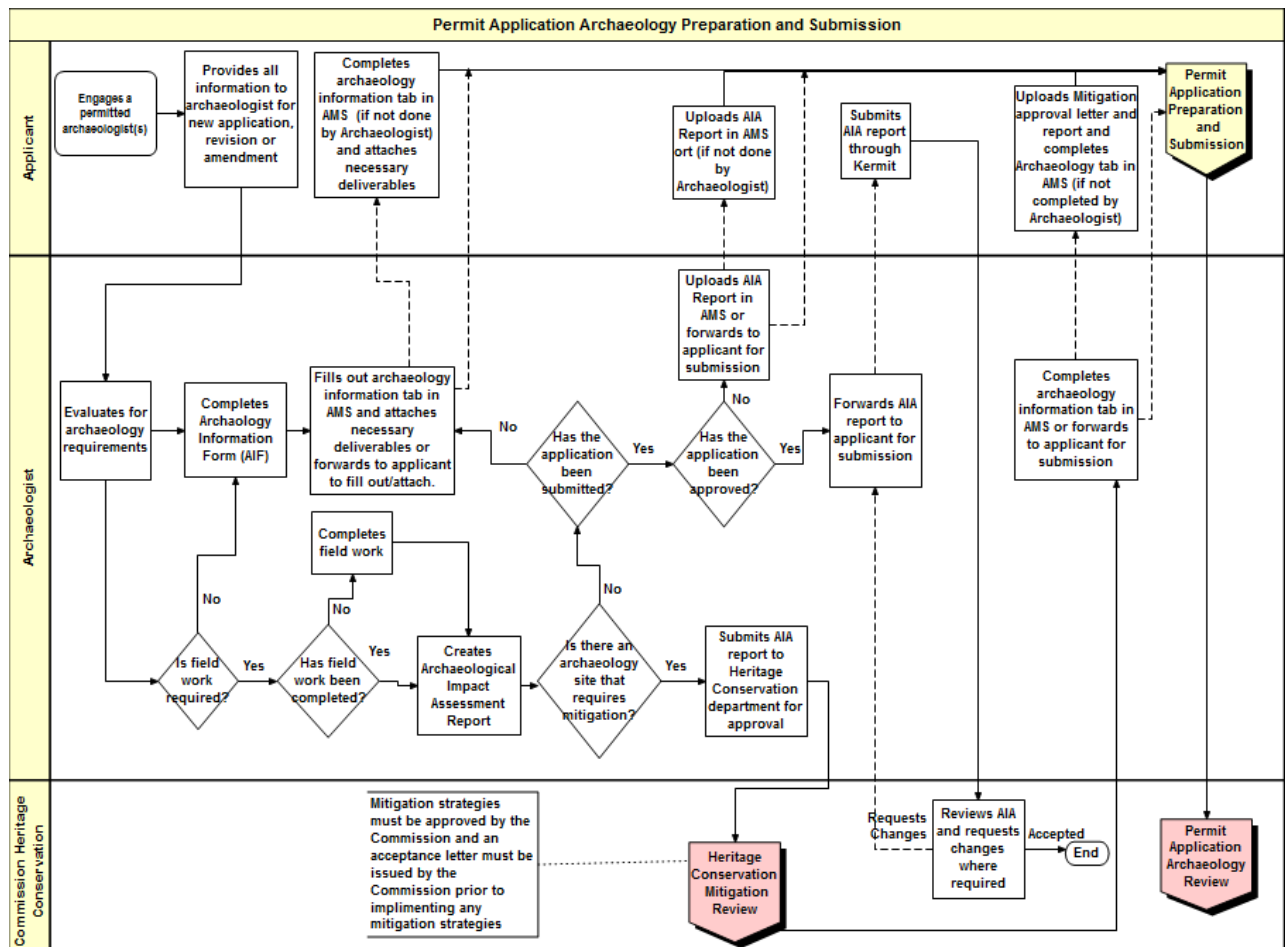 Permit Application Archaeology Preparation and Submission
Applicant
Engages a
permitted
archaeologist(s)
Provides all
information to
archaeologist for
new application,
revision or
amendment
Completes
archaeology
information tab in
AMS (if not done
by Archaeologist)
and attaches
necessary
deliverables
Uploads AIA
Report in AMS
ort (if not done
by
Archaeologist)
Submits
AIA report
through
Kermit
Uploads Mitigation
approval letter and
report and
completes
Archaeology tab in
AMS (if not
completed by
Archaeologist)
Permit
Application
Preparation
and
Submission
Archaeologist
Evaluates for
archaeology
requirements
Completes
Archaology
Information
Form (AIF)
Fills out archaeology
information tab in
AMS and attaches
necessary
deliverables or
forwards to applicant
to fill out/attach.
No
Has the
application
been
submitted?
Yes
Uploads AIA
Report in
AMS or
forwards to
applicant for
submission
No
Has the
application
been
approved?
Yes
Forwards AIA
report to
applicant for
submission
Completes
archaeology
information tab in
AMS or forwards
to applicant for
submission
Completes
field work
No
Is field
work
required?
Yes
No
Has field
work been
completed?
Yes
Creates
Archaeological
Impact
Assessment
Report
No
Is there an
archaeology
site that
requires
mitigation?
Yes
Submits AIA
report to
Heritage
Conservation
department for
approval
Commission Heritage
Conservation
Mitigation strategies
must be approved by the
Commission and an
acceptance letter must be
issued by the
Commission prior to
implimenting any
mitigation strategies
Heritage
Conservation
Mitigation
Review
Requests
Changes
Reviews AIA
and requests
changes
where
required
Accepted
End
Permit
Application
Archaeology
Review